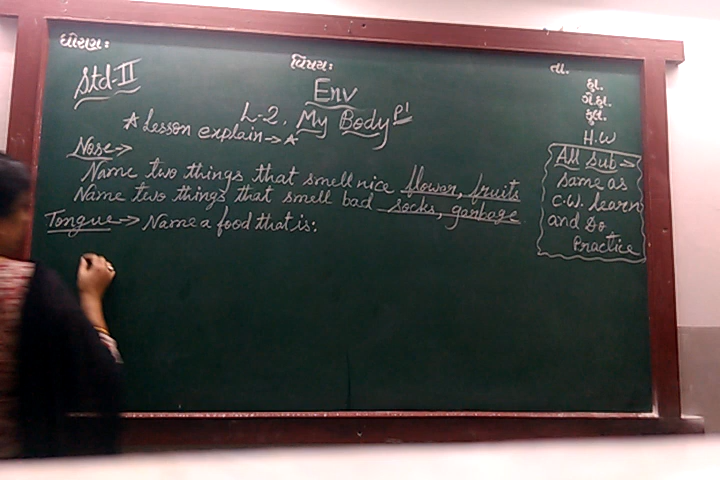 ધોરણ:
વિષય:
તા.
Std-II
Env
હા.
ગે.હા.
કુલ.
L-2. My Body P1
* Lesson explain→*
Nose→
Name two things that smell nice flower, fruits
Name two things that smell bad socks, garbage
Tongue→ Name a food that is:
H.W
All Sub→
Same as
C.W. learn
and Do
Practice